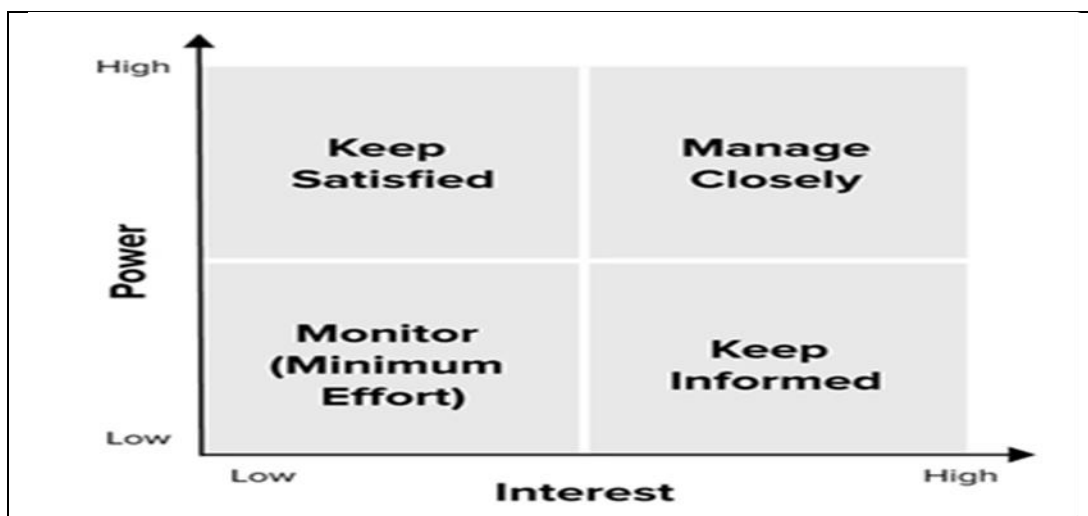 High
Keep
Satisfied
Manage
Closely
Power
Monitor
(Minimum
Effort)
Keep
Informed
Low
Low
High
Interest